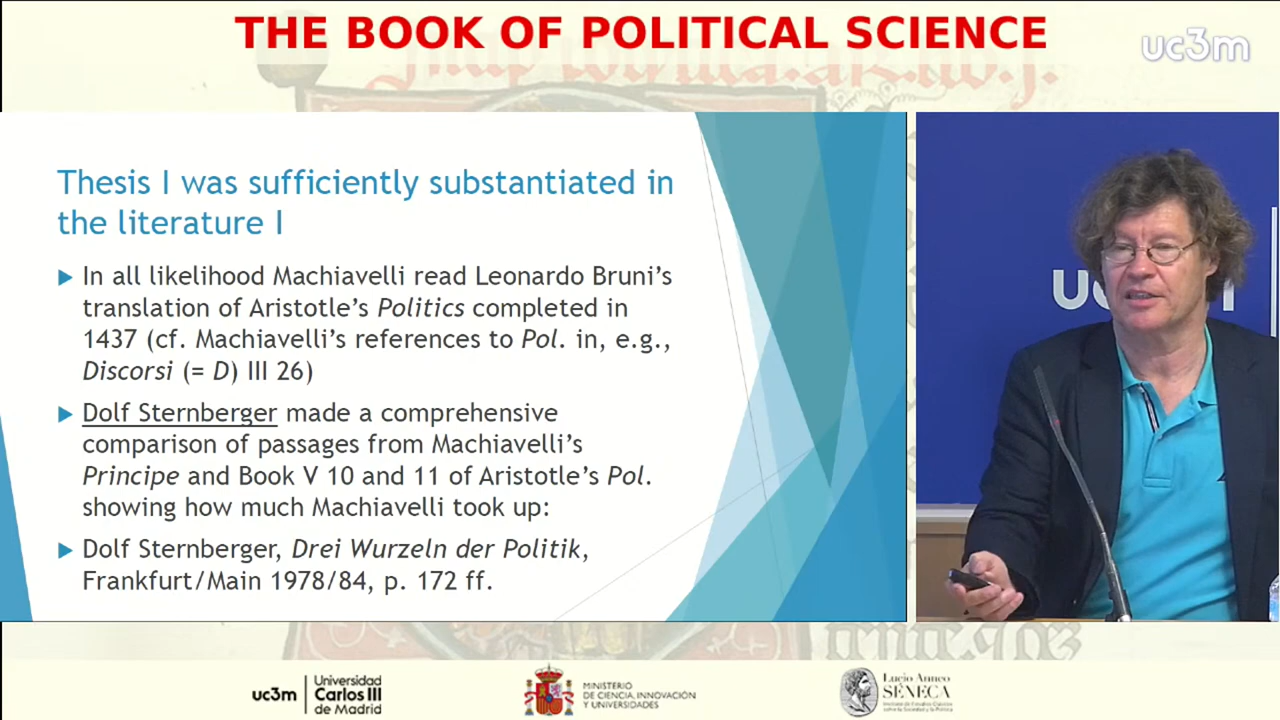 THE BOOK OF POLITICAL SCIENCE
uc3m
Thesis I was sufficiently substantiated in
the literature I
In all likelihood Machiavelli read Leonardo Bruni’s
translation of Aristotle’s Politics completed in
1437 (cf. Machiavelli’s references to Pol. in, e.g.,
Discorsi (= D) III 26)
Dolf Sternberger made a comprehensive
comparison of passages from Machiavelli’s
Principe and Book V 10 and 11 of Aristotle’s Pol.
showing how much Machiavelli took up:
Dolf Sternberger, Drei Wurzeln der Politik,
Frankfurt/Main 1978/84, p. 172 ff.
uc3m
Universidad
Carlos III
de Madrid
MINISTERIO
DE CIENCIA, INNOVACIÓN
Y UNIVERSIDADES
Lucio Anneo
SÉNECA